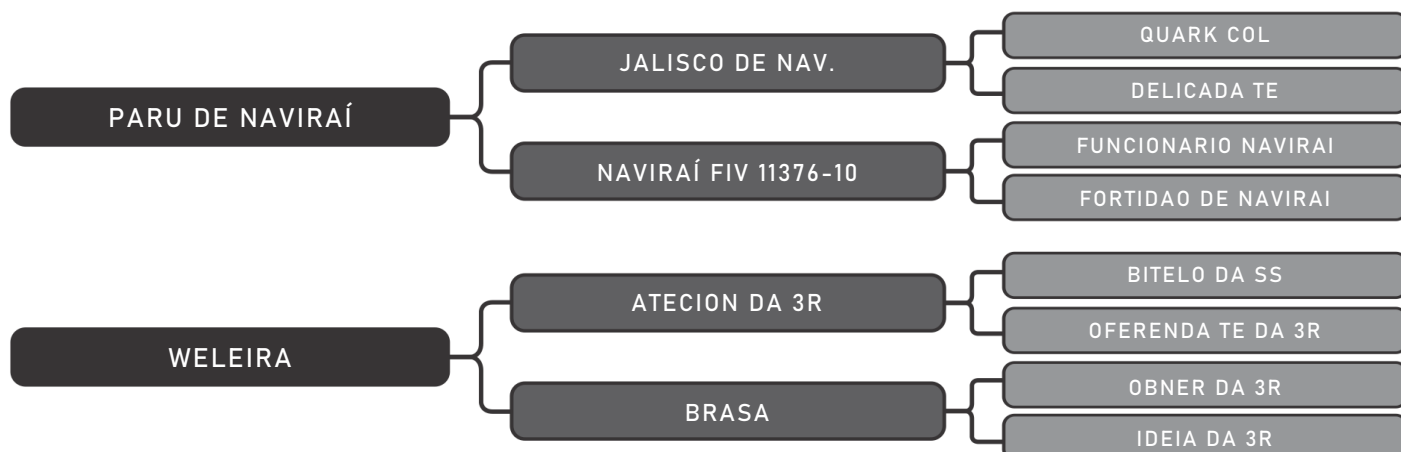 PARU DE NAVIRAÍ
JALISCO DE NAV.
QUARK COL
DELICADA TE
NAVIRAÍ FIV 11376-10
FUNCIONARIO NAVIRAI
FORTIDAO DE NAVIRAI
WELEIRA
ATECION DA 3R
BITELO DA SS
OFERENDA TE DA 3R
BRASA
OBNER DA 3R
IDEIA DA 3R